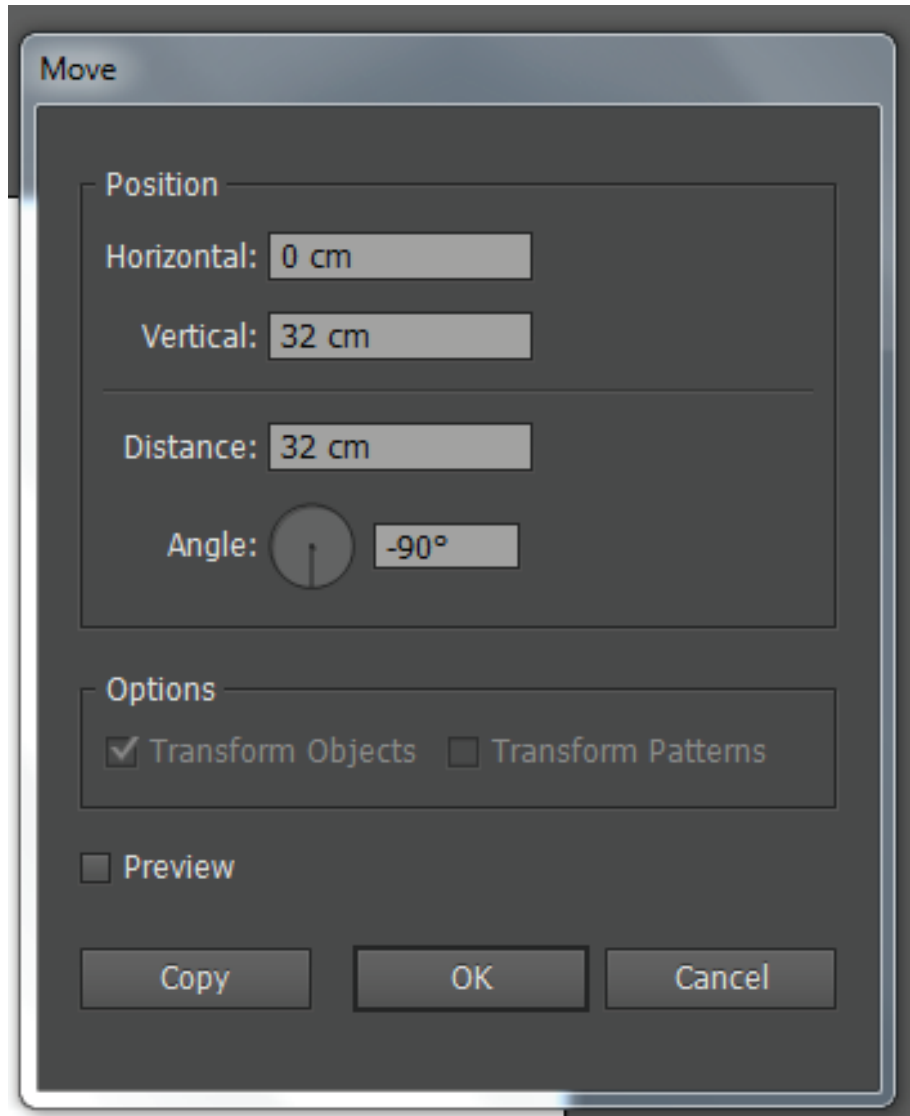 Move
Position
Horizontal: 0 cm
Vertical: 32 cm
Distance: 32 cm
Angle: -90°
Options
Transform Objects Transform Patterns
Preview
Copy OK Cancel